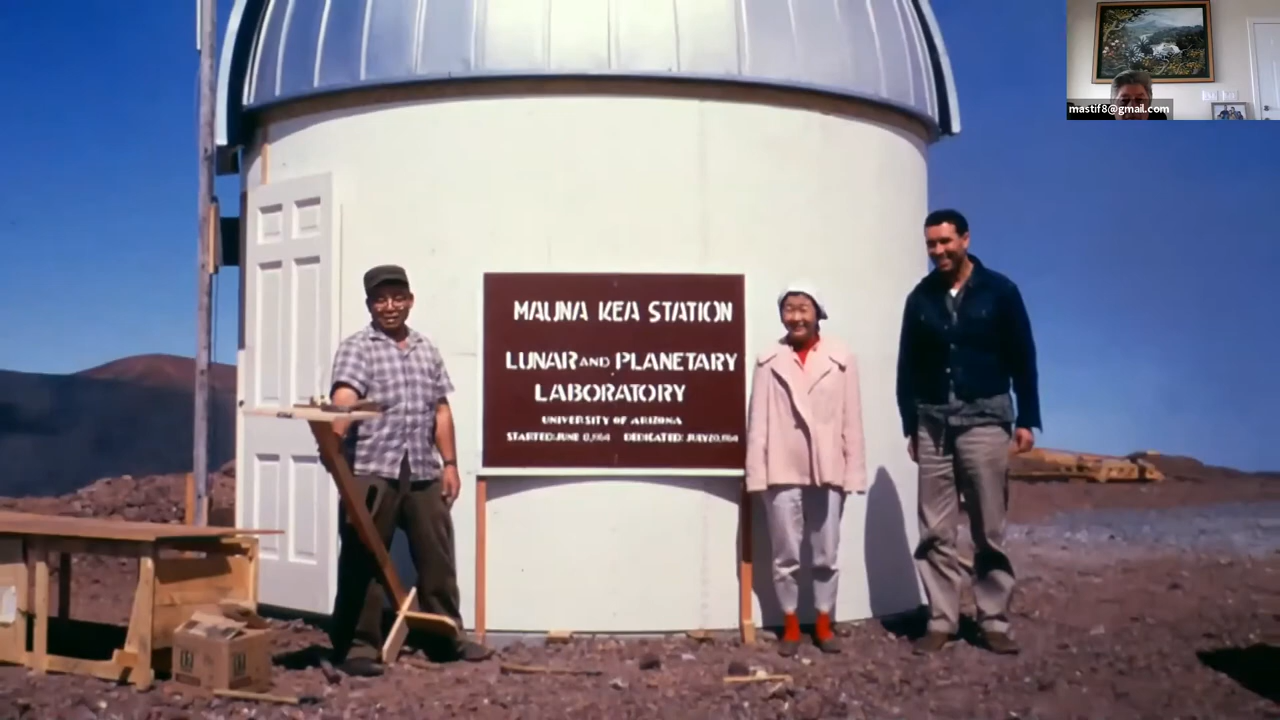 mastif8@gmail.com
MAUNA KEA STATION
LUNAR AND PLANETARY
LABORATORY
UNIVERSITY OF ARIZONA
STARTED: JUNE 8, 1964 DEDICATED: JULY 20, 1964